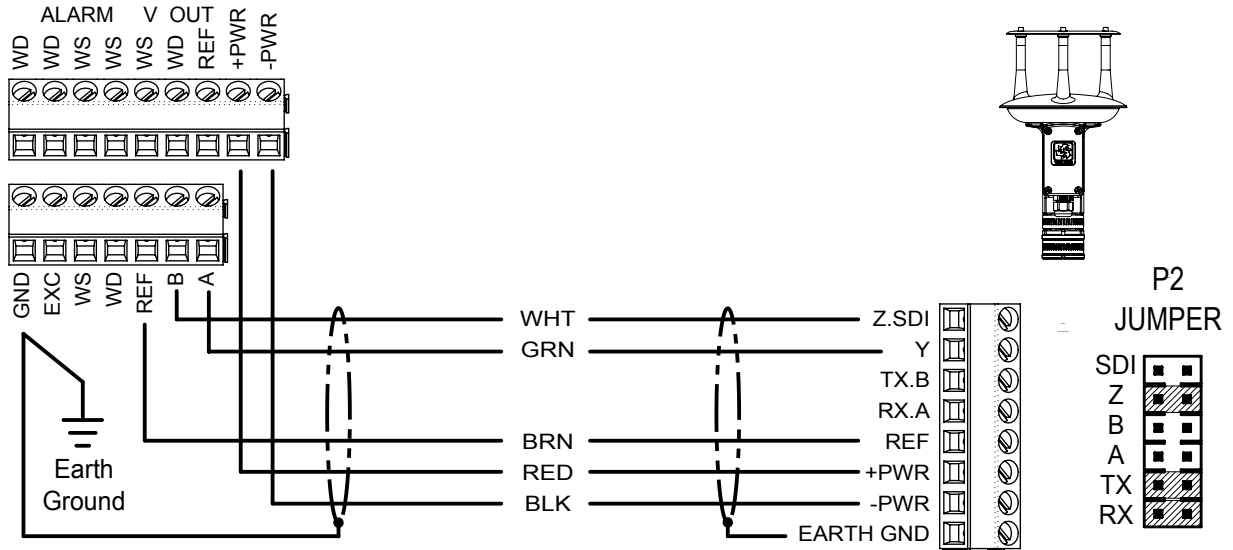 ALARM V OUT
WD
WD
WS
WS
WS
WD
REF
+PWR
-PWR
GND
EXC
WS
WD
REF
B
A
Earth
Ground
WHT
GRN
BRN
RED
BLK
Z.SDI
Y
TX.B
RX.A
REF
+PWR
-PWR
EARTH GND
P2
JUMPER
SDI
Z
B
A
TX
RX